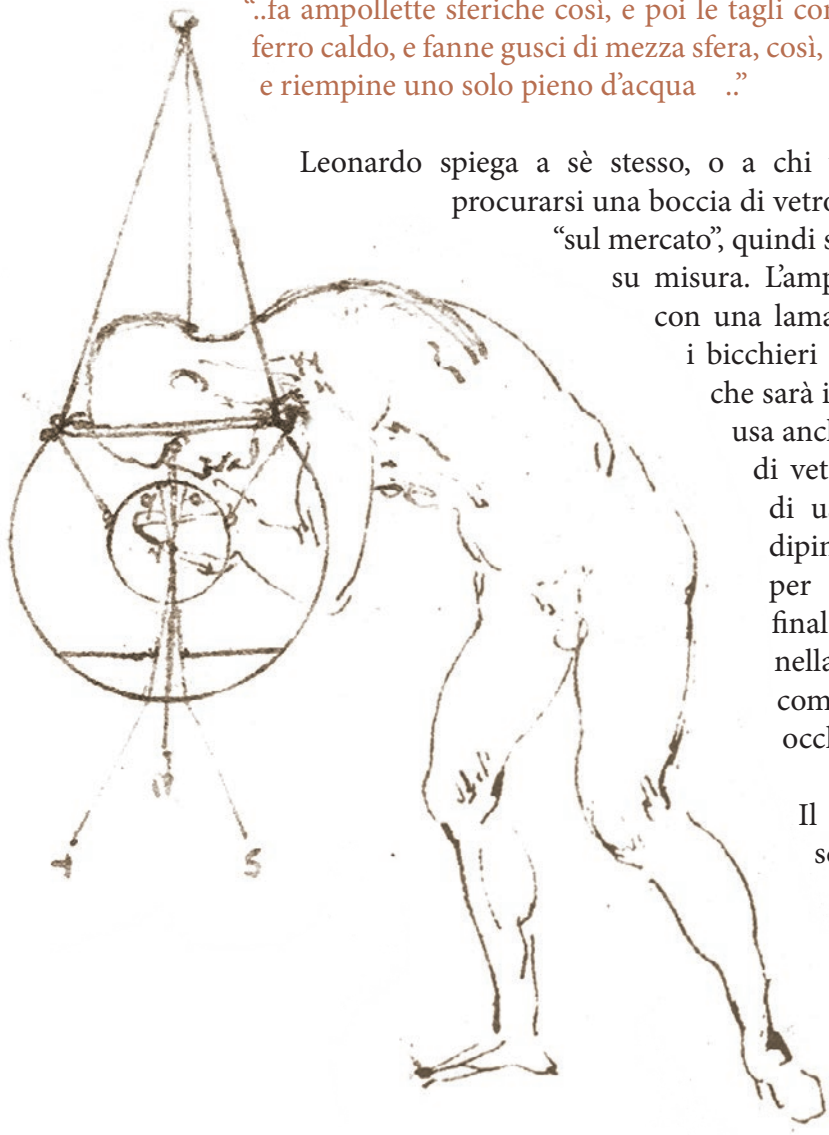 “..fa ampollette sferiche così, e poi le tagli con
ferro caldo, e fanne gusci di mezza sfera, così,
e riempine uno solo pieno d’acqua ..”
Leonardo spiega a sè stesso, o a chi
procurarsi una boccia di vetro
“sul mercato”, quindi s
su misura. L’amp
con una lama
i bicchieri
che sarà i
usa anch
di vet
di u
dipin
per
final
nella
com
occh
Il
s